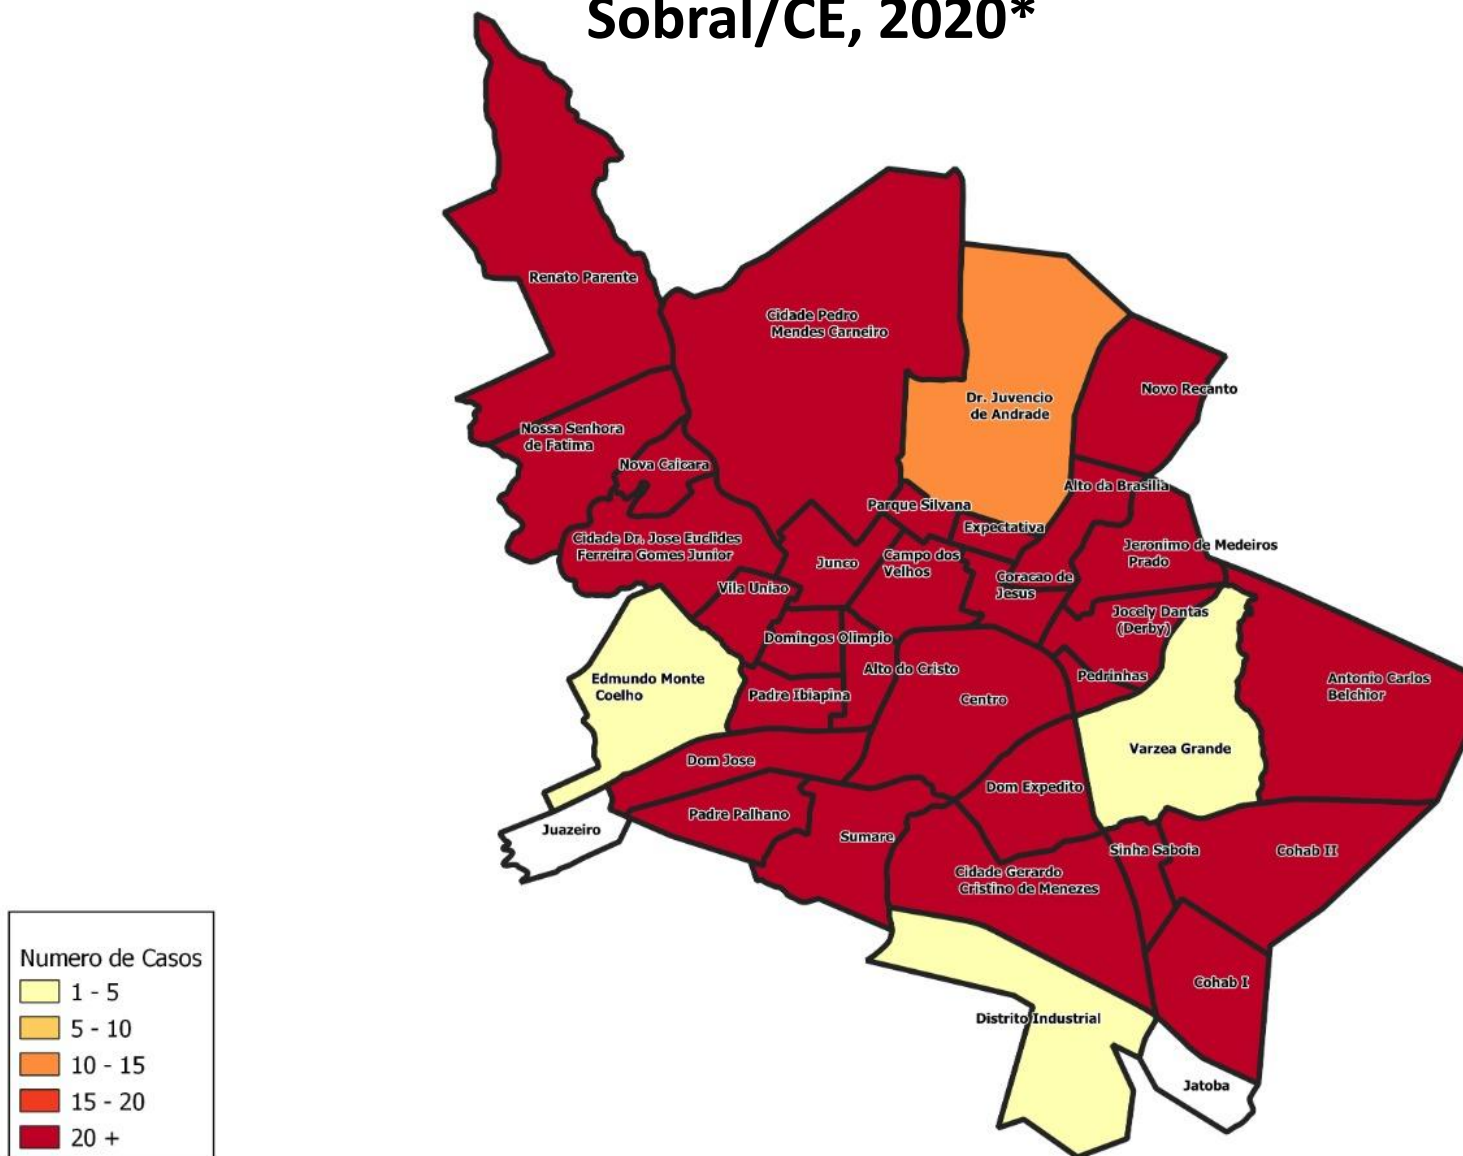 Sobral/CE, 2020*
Renato Parente
Cidade Pedro
Mendes Carneiro
Dr. Juvencio
de Andrade
Novo Recanto
Nossa Senhora
de Fatima
Nova Caicara
Alto da Brasilia
Parque Silvana
Expectativa
Cidade Dr. Jose Euclides
Ferreira Gomes Junior
Junco
Campo dos
Velhos
Jeronimo de Medeiros
Prado
Coracao de
Jesus
Vila Uniao
Jocely Dantas
(Derby)
Domingos Olimpio
Alto do Cristo
Pedrinhas
Edmundo Monte
Coelho
Padre Ibiapina
Centro
Antonio Carlos
Belchior
Varzea Grande
Dom Jose
Dom Expedito
Padre Palhano
Juazeiro
Sumare
Sinha Saboia
Cohab II
Cidade Gerardo
Cristino de Menezes
Cohab I
Distrito Industrial
Jatoba
Numero de Casos
1 - 5
5 - 10
10 - 15
15 - 20
20 +